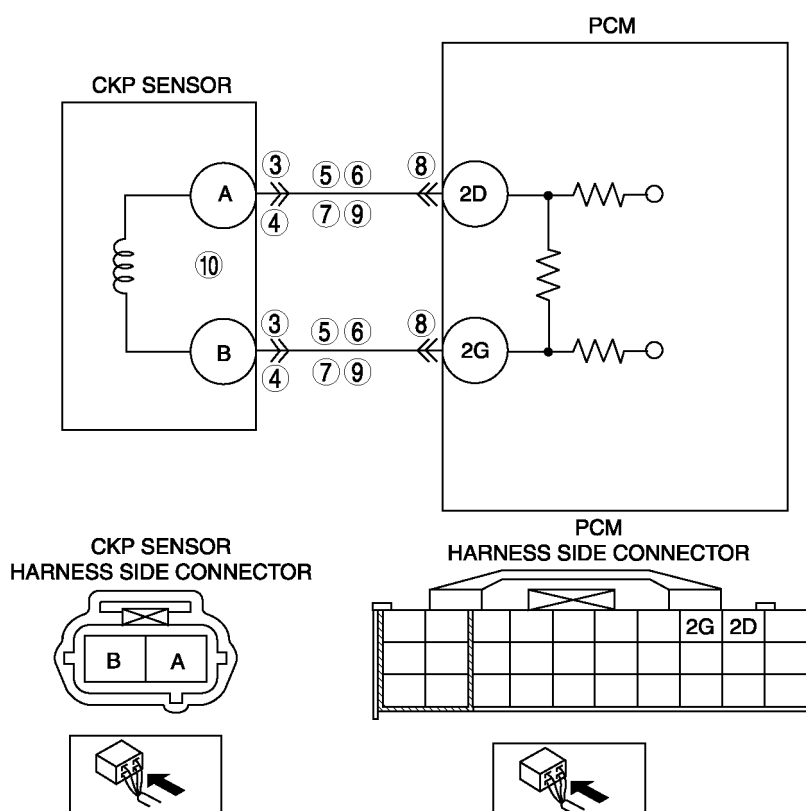 PCM
CKP SENSOR
③ ⑤ ⑥ ⑧
A 2D
④ ⑦ ⑨
⑩
③ ⑤ ⑥ ⑧
B 2G
④ ⑦ ⑨
CKP SENSOR
HARNESS SIDE CONNECTOR
PCM
HARNESS SIDE CONNECTOR
2G 2D
B A